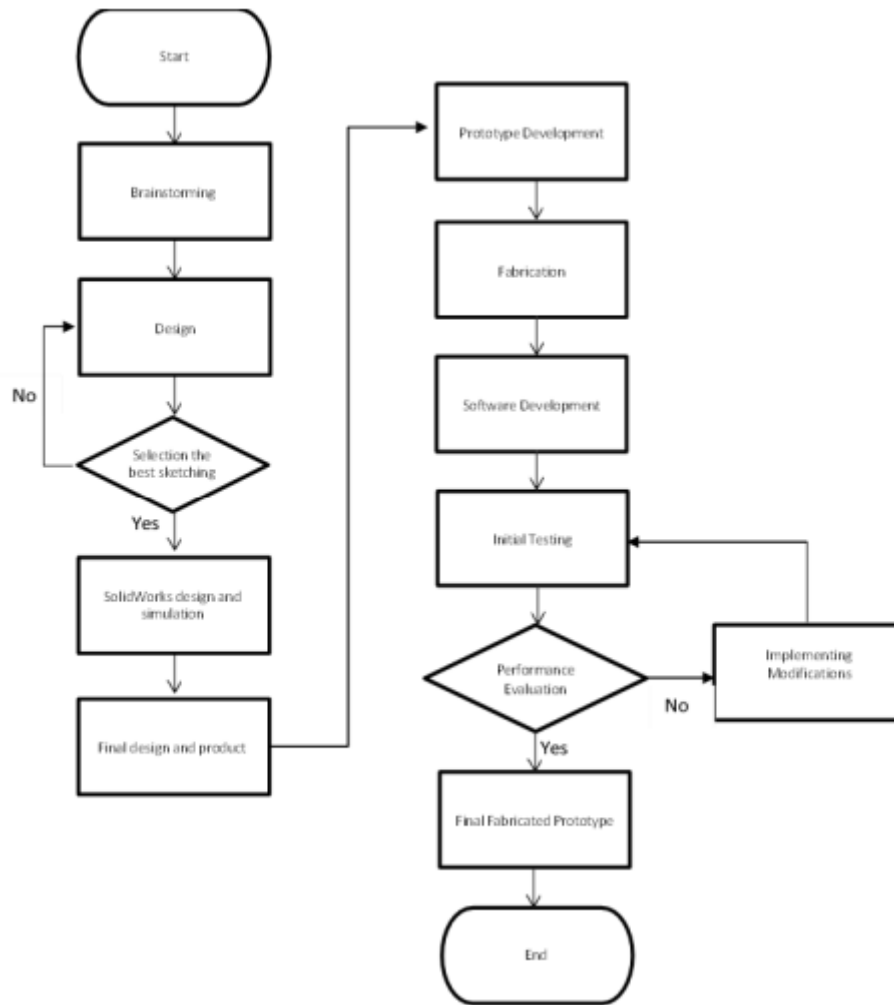 Start
Brainstorming
Design
No
Selection the
best sketching
Yes
SolidWorks design and
simulation
Final design and product
Prototype Development
Fabrication
Software Development
Initial Testing
Performance
Evaluation
No
Implementing
Modifications
Yes
Final Fabricated Prototype
End